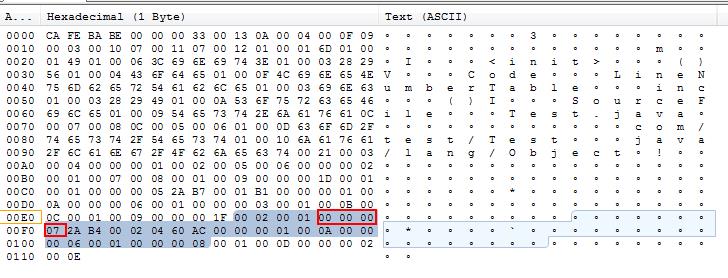 A... Hexadecimal (1 Byte) Text (ASCII)
0000 CA FE BA BE 00 00 00 33 00 13 0A 00 04 00 0F 09 ∘ ∘ ∘ ∘ ∘ ∘ ∘ 3 ∘ ∘ ∘ ∘ ∘ ∘ ∘ ∘
0010 00 03 00 10 07 00 11 07 00 12 01 00 01 6D 01 00 ∘ ∘ ∘ ∘ ∘ ∘ ∘ ∘ ∘ ∘ ∘ ∘ ∘ m ∘ ∘
0020 01 49 01 00 06 3C 69 6E 69 74 3E 01 00 03 28 29 ∘ I ∘ ∘ ∘ < i n i t > ∘ ∘ ∘ ( )
0030 56 01 00 04 43 6F 64 65 01 00 0F 4C 69 6E 65 4E V ∘ ∘ ∘ C o d e ∘ ∘ ∘ L i n e N
0040 75 6D 62 65 72 54 61 62 6C 65 01 00 03 69 6E 63 u m b e r T a b l e ∘ ∘ ∘ i n c
0050 01 00 03 28 29 49 01 00 0A 53 6F 75 72 63 65 46 ∘ ∘ ∘ ( ) I ∘ ∘ ∘ S o u r c e F
0060 69 6C 65 01 00 09 54 65 73 74 2E 6A 61 76 61 0C i l e ∘ ∘ ∘ T e s t . j a v a ∘
0070 00 07 00 08 0C 00 05 00 06 01 00 0D 63 6F 6D 2F ∘ ∘ ∘ ∘ ∘ ∘ ∘ ∘ ∘ ∘ ∘ ∘ c o m /
0080 74 65 73 74 2F 54 65 73 74 01 00 10 6A 61 76 61 t e s t / T e s t ∘ ∘ ∘ j a v a
0090 2F 6C 61 6E 67 2F 4F 62 6A 65 63 74 00 21 00 03 / l a n g / O b j e c t ∘ ! ∘ ∘
00A0 00 04 00 00 00 01 00 02 00 05 00 06 00 00 00 02 ∘ ∘ ∘ ∘ ∘ ∘ ∘ ∘ ∘ ∘ ∘ ∘ ∘ ∘ ∘ ∘
00B0 00 01 00 07 00 08 00 01 00 09 00 00 00 1D 00 01 ∘ ∘ ∘ ∘ ∘ ∘ ∘ ∘ ∘ ∘ ∘ ∘ ∘ ∘ ∘ ∘
00C0 00 01 00 00 00 05 2A B7 00 01 B1 00 00 00 01 00 ∘ ∘ ∘ ∘ ∘ ∘ * ∘ ∘ ∘ ∘ ∘ ∘ ∘ ∘ ∘
00D0 0A 00 00 00 06 00 01 00 00 00 03 00 01 00 0B 00 ∘ ∘ ∘ ∘ ∘ ∘ ∘ ∘ ∘ ∘ ∘ ∘ ∘ ∘ ∘ ∘
00E0 0C 00 01 00 09 00 00 00 1F 00 02 00 01 00 00 00 ∘ ∘ ∘ ∘ ∘ ∘ ∘ ∘ ∘ ∘ ∘ ∘ ∘ ∘ ∘ ∘
00F0 07 2A B4 00 02 04 60 AC 00 00 00 01 00 0A 00 00 ∘ * ∘ ∘ ∘ ∘ ` ∘ ∘ ∘ ∘ ∘ ∘ ∘ ∘ ∘
0100 00 06 00 01 00 00 00 08 00 01 00 0D 00 00 00 02 ∘ ∘ ∘ ∘ ∘ ∘ ∘ ∘ ∘ ∘ ∘ ∘ ∘ ∘ ∘ ∘
0110 00 0E ∘ ∘